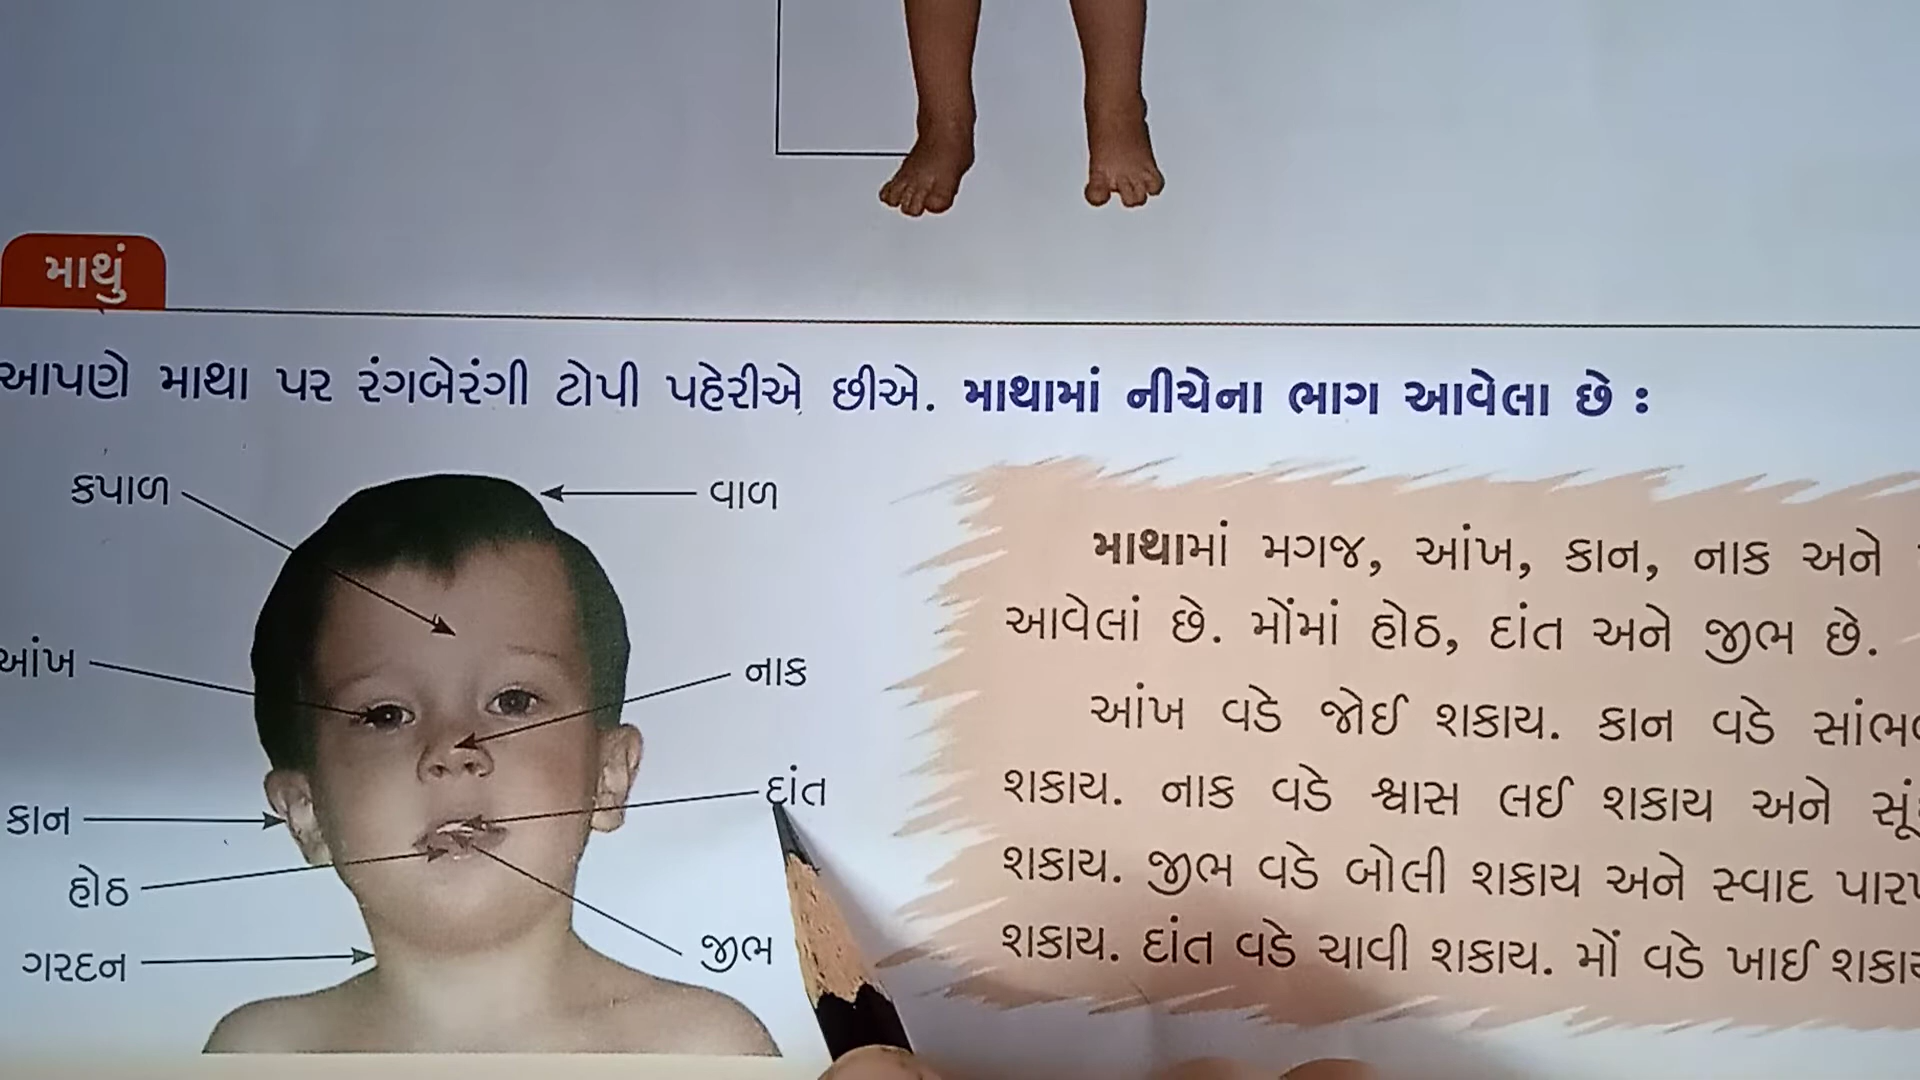 માથું
આપણે માથા પર રંગબેરંગી ટોપી પહેરીએ છીએ. માથામાં નીચેના ભાગ આવેલા છે :
કપાળ
વાળ
આંખ
નાક
દાંત
કાન
હોઠ
જીભ
ગરદન
માથામાં મગજ, આંખ, કાન, નાક અને
આવેલાં છે. મોંમાં હોઠ, દાંત અને જીભ છે.
આંખ વડે જોઈ શકાય. કાન વડે
શકાય. નાક વડે શ્વાસ લઈ શકાય અને
શકાય. જીભ વડે બોલી શકાય અને સ્વાદ
શકાય. દાંત વડે ચાવી શકાય. મોં વડે ખાઈ